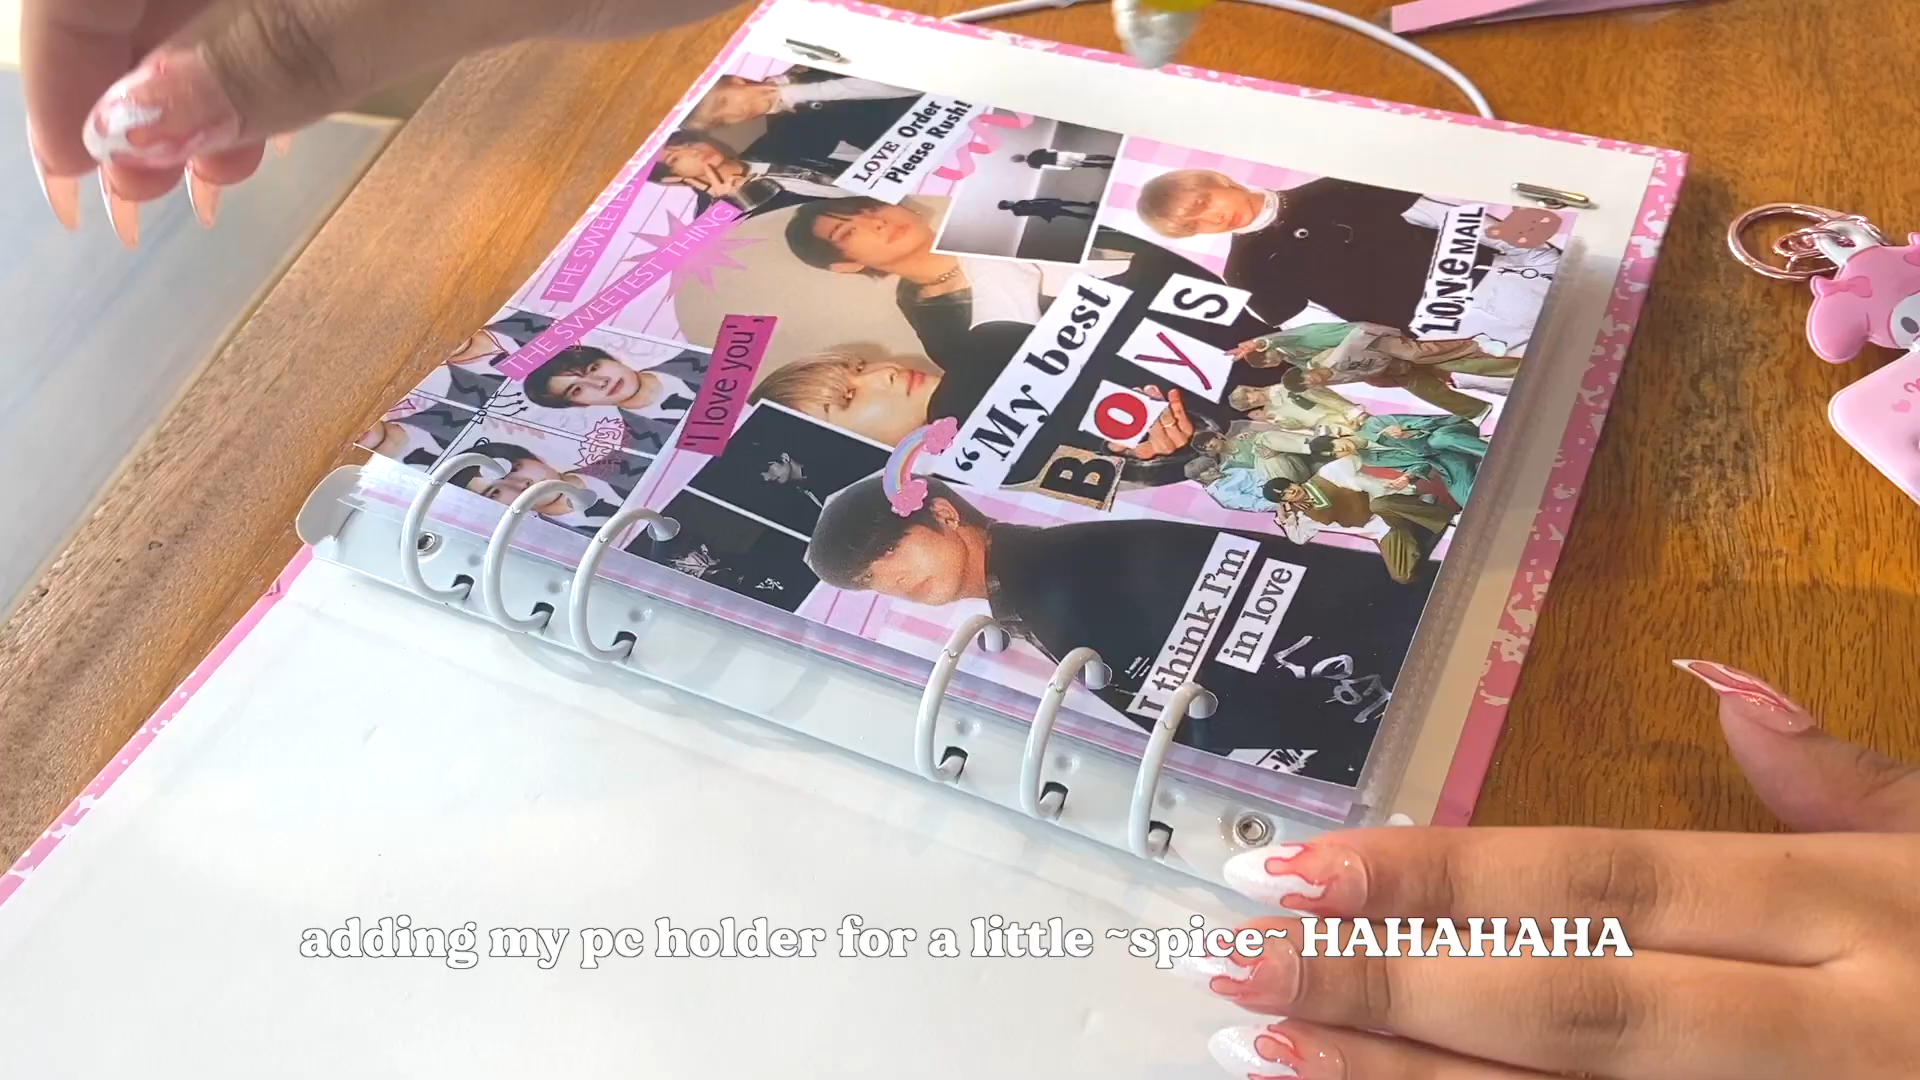 LOVE Order
Please Rush!
THE SWEETEST
THE SWEETEST THING
LOVE MAIL
'I love you',
"My best
BOYS
I think I'm
in love
adding my pc holder for a little ~spice~ HAHAHAHA